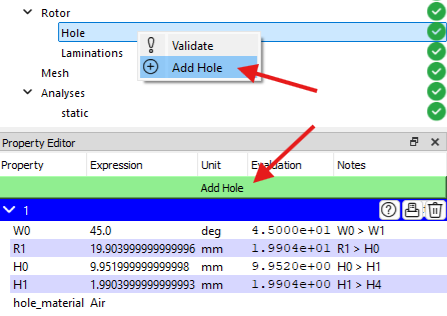 Rotor
Hole
Validate
Laminations
Add Hole
Mesh
Analyses
static
Property Editor
Property Expression Unit Evaluation Notes
Add Hole
1
W0 45.0 deg 4.5000e+01 W0 > W1
R1 19.903999999999996 mm 1.9904e+01 R1 > H0
H0 9.951999999999998 mm 9.9520e+00 H0 > H1
H1 1.9903999999999993 mm 1.9904e+00 H1 > H4
hole_material Air